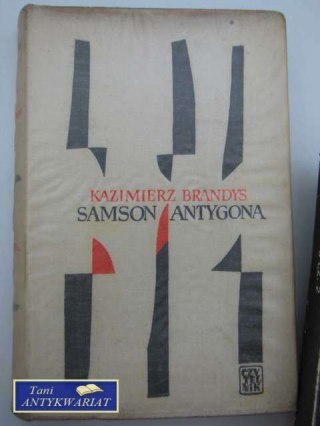 KAZIMIERZ BRANDYS
SAMSON ANTYGONA
CZY
TEL
NIK
Tani
ANTYKWARIAT